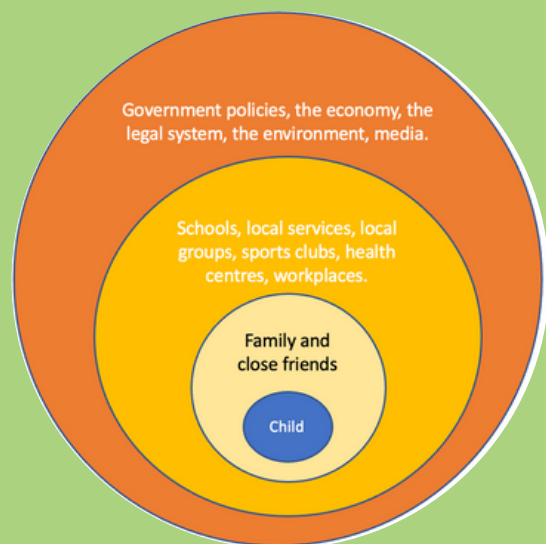 Government policies, the economy, the
legal system, the environment, media.
Schools, local services, local
groups, sports clubs, health
centres, workplaces.
Family and
close friends
Child